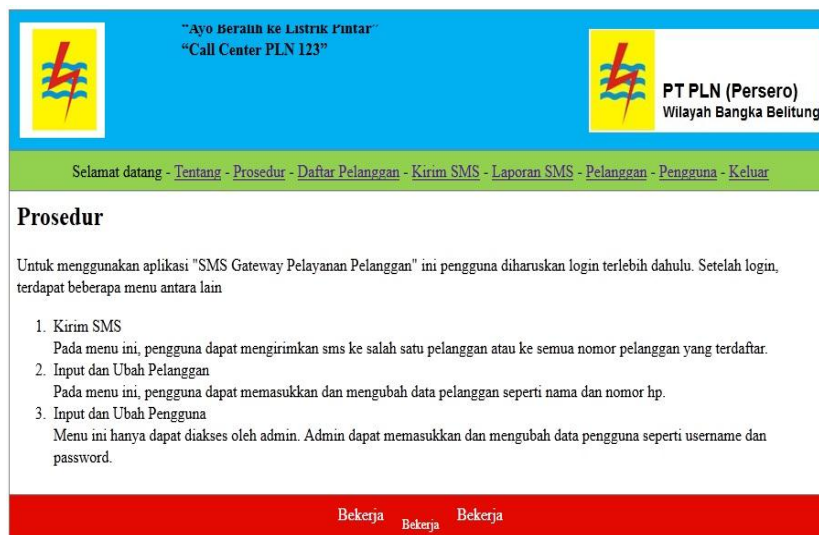 “Ayo Beralih ke Listrik Pintar”
“Call Center PLN 123”
PT PLN (Persero)
Wilayah Bangka Belitung
Selamat datang - Tentang - Prosedur - Daftar Pelanggan - Kirim SMS - Laporan SMS - Pelanggan - Pengguna - Keluar
Prosedur
Untuk menggunakan aplikasi "SMS Gateway Pelayanan Pelanggan" ini pengguna diharuskan login terlebih dahulu. Setelah login,
terdapat beberapa menu antara lain
1. Kirim SMS
Pada menu ini, pengguna dapat mengirimkan sms ke salah satu pelanggan atau ke semua nomor pelanggan yang terdaftar.
2. Input dan Ubah Pelanggan
Pada menu ini, pengguna dapat memasukkan dan mengubah data pelanggan seperti nama dan nomor hp.
3. Input dan Ubah Pengguna
Menu ini hanya dapat diakses oleh admin. Admin dapat memasukkan dan mengubah data pengguna seperti username dan
password.
Bekerja Bekerja Bekerja